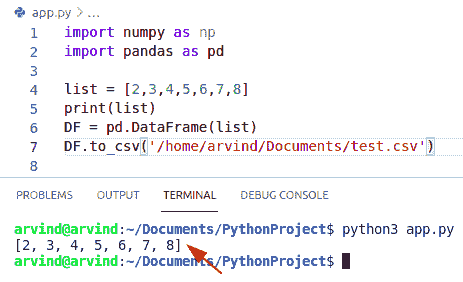 app.py > ...
1 import numpy as np
2 import pandas as pd
3
4 list = [2,3,4,5,6,7,8]
5 print(list)
6 DF = pd.DataFrame(list)
7 DF.to_csv('/home/arvind/Documents/test.csv')
8
PROBLEMS OUTPUT TERMINAL DEBUG CONSOLE
arvind@arvind:~/Documents/PythonProject$ python3 app.py
[2, 3, 4, 5, 6, 7, 8]
arvind@arvind:~/Documents/PythonProject$